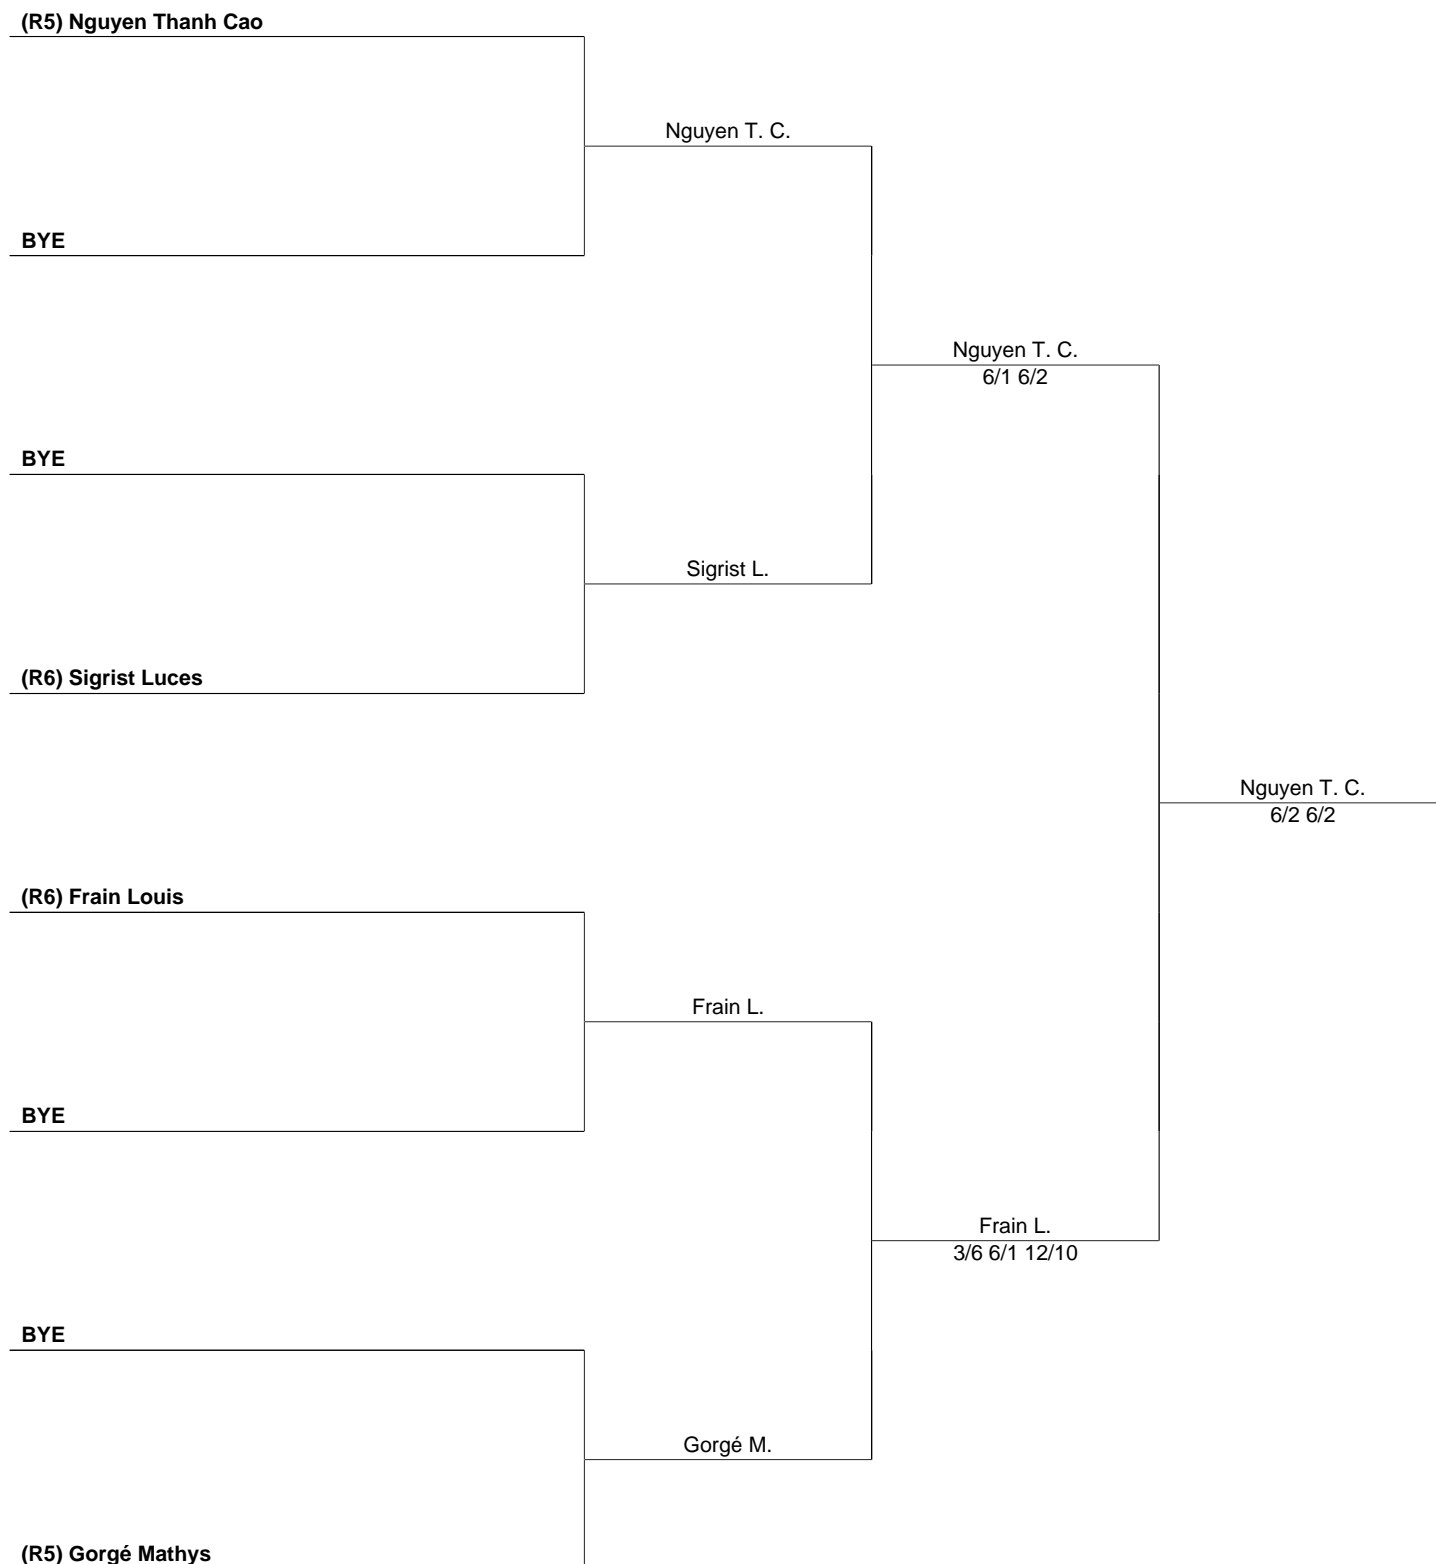 (R5) Nguyen Thanh Cao
Nguyen T. C.
BYE
Nguyen T. C.
6/1 6/2
BYE
Sigrist L.
(R6) Sigrist Luces
Nguyen T. C.
6/2 6/2
(R6) Frain Louis
Frain L.
BYE
Frain L.
3/6 6/1 12/10
BYE
Gorgé M.
(R5) Gorgé Mathys